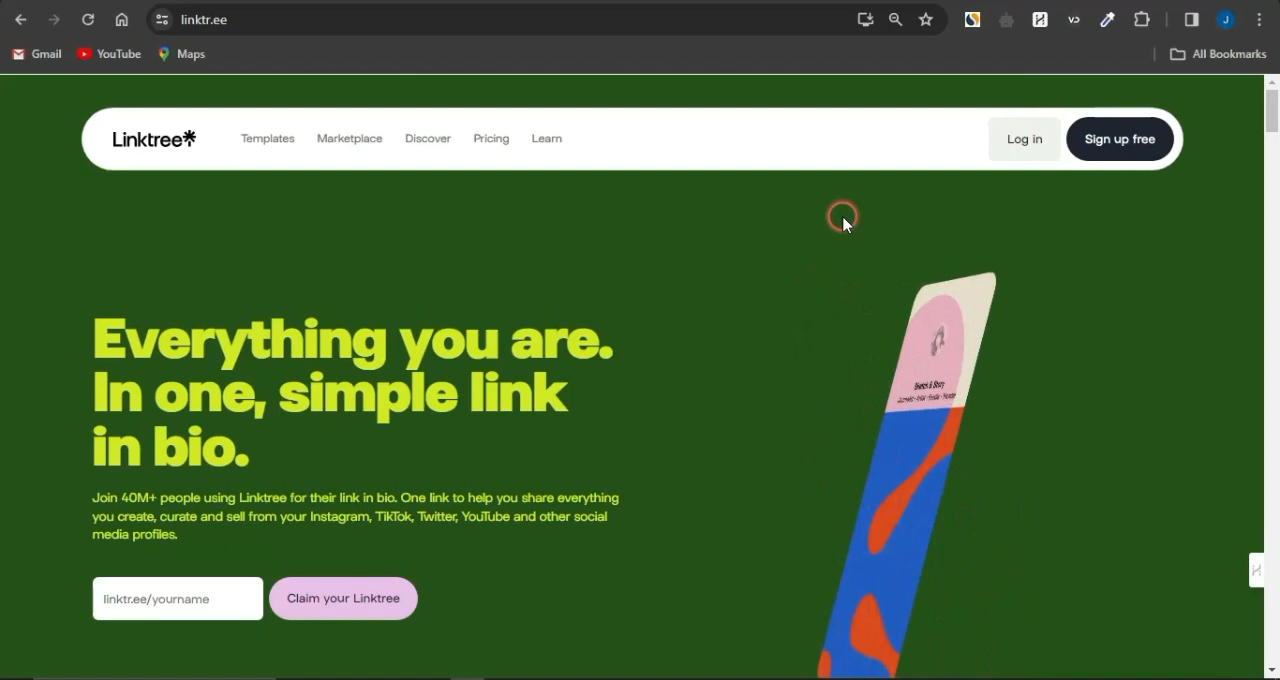 linktr.ee
J
Gmail
YouTube
Maps
All Bookmarks
Linktree
Templates
Marketplace
Discover
Pricing
Learn
Log in
Sign up free
Everything you are.
In one, simple link
in bio.
Join 40M+ people using Linktree for their link in bio. One link to help you share everything
you create, curate and sell from your Instagram, TikTok, Twitter, YouTube and other social
media profiles.
linktr.ee/yourname
Claim your Linktree